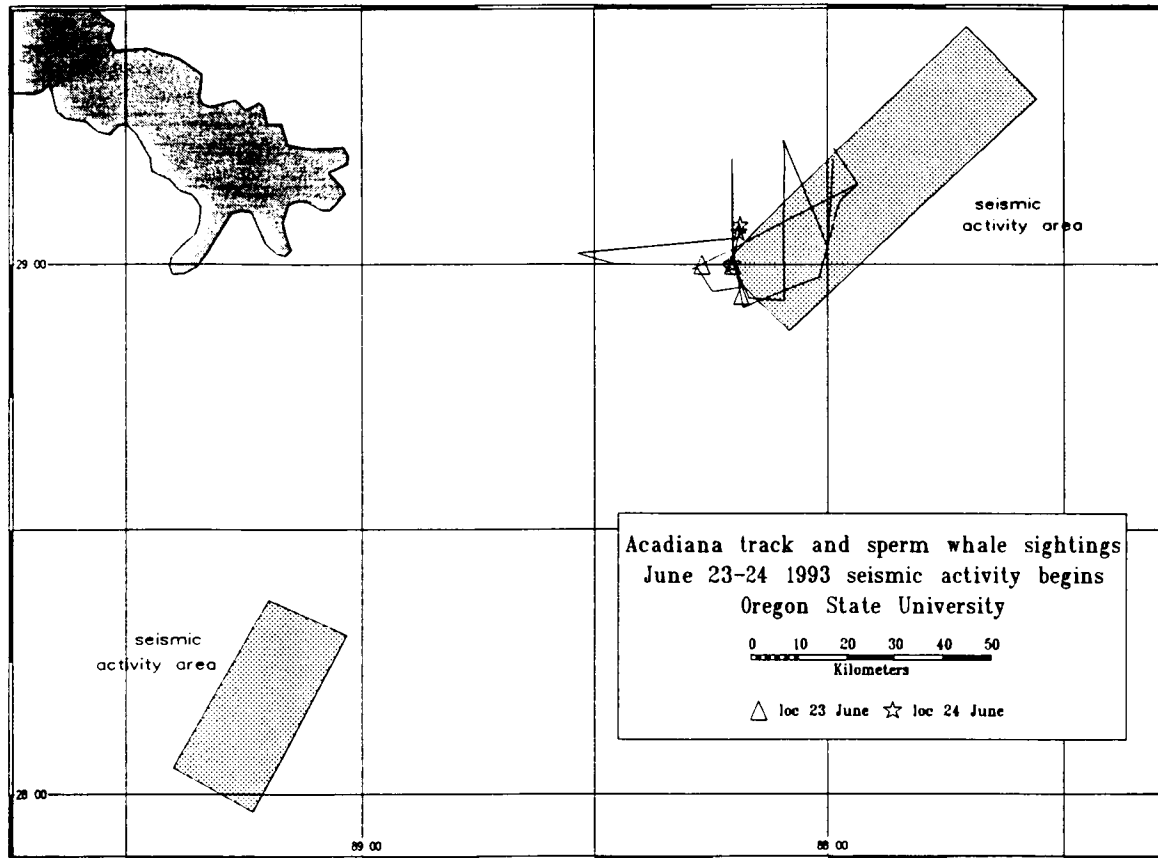 seismic
activity area
29 00
Acadiana track and sperm whale sightings
June 23-24 1993 seismic activity begins
Oregon State University
0 10 20 30 40 50
Kilometers
loc 23 June loc 24 June
seismic
activity area
28 00
89 00
88 00